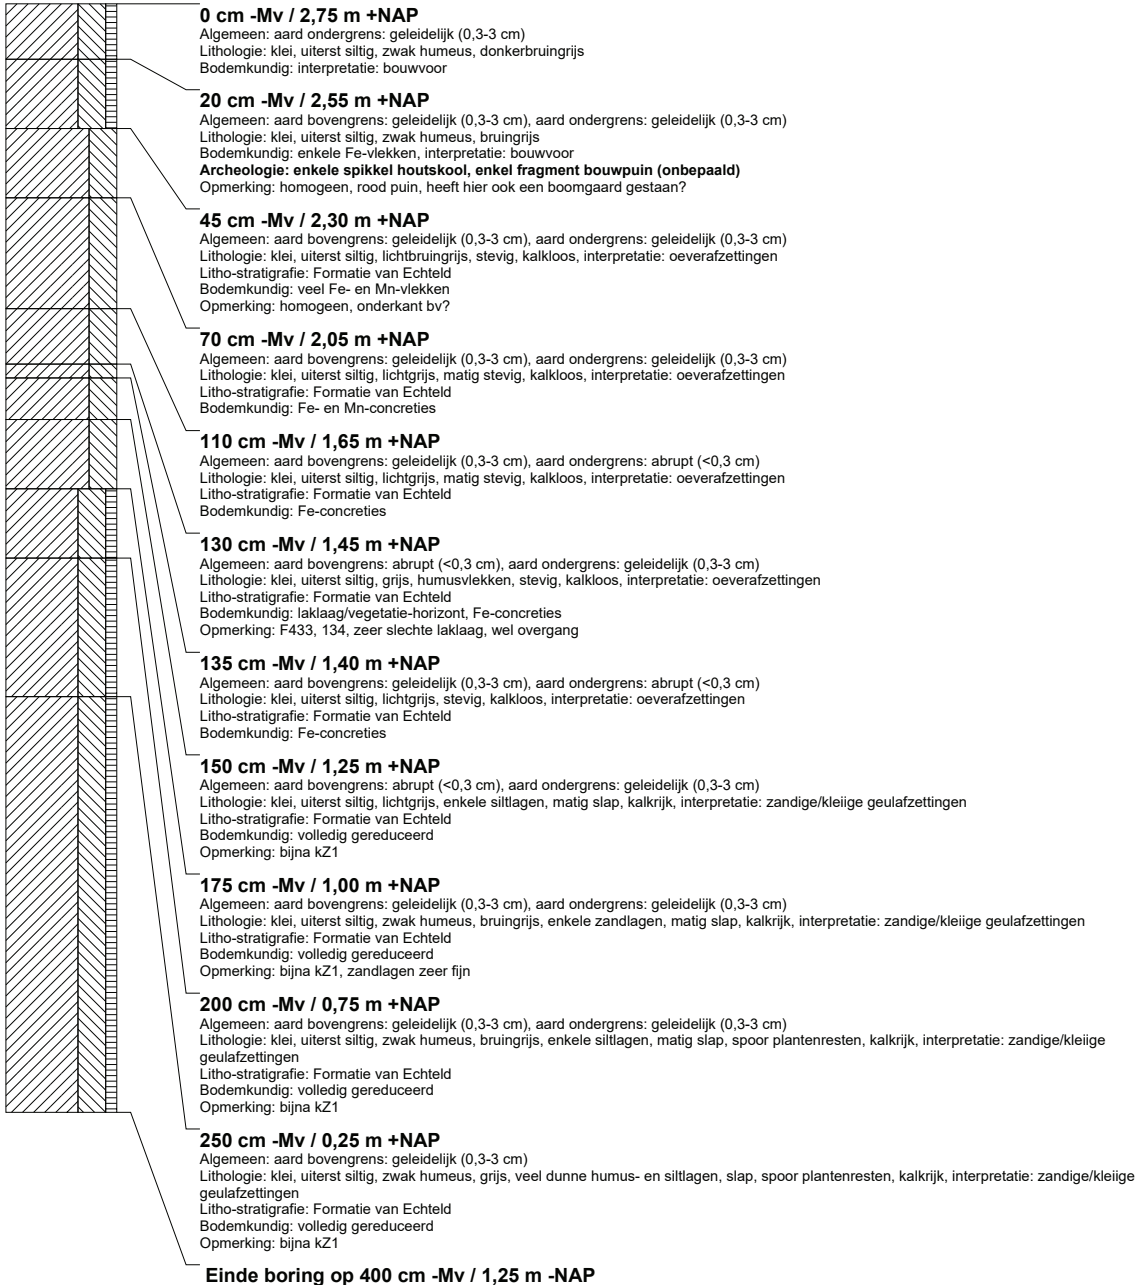 0 cm -Mv / 2,75 m +NAP
Algemeen: aard ondergrens: geleidelijk (0,3-3 cm)
Lithologie: klei, uiterst siltig, zwak humeus, donkerbruingrijs
Bodemkundig: interpretatie: bouwvoor
20 cm -Mv / 2,55 m +NAP
Algemeen: aard bovengrens: geleidelijk (0,3-3 cm), aard ondergrens: geleidelijk (0,3-3 cm)
Lithologie: klei, uiterst siltig, zwak humeus, bruingrijs
Bodemkundig: enkele Fe-vlekken, interpretatie: bouwvoor
Archeologie: enkele spikkel houtskool, enkel fragment bouwpuin (onbepaald)
Opmerking: homogeen, rood puin, heeft hier ook een boomgaard gestaan?
45 cm -Mv / 2,30 m +NAP
Algemeen: aard bovengrens: geleidelijk (0,3-3 cm), aard ondergrens: geleidelijk (0,3-3 cm)
Lithologie: klei, uiterst siltig, lichtbruingrijs, stevig, kalkloos, interpretatie: oeverafzettingen
Litho-stratigrafie: Formatie van Echteld
Bodemkundig: veel Fe- en Mn-vlekken
Opmerking: homogeen, onderkant bv?
70 cm -Mv / 2,05 m +NAP
Algemeen: aard bovengrens: geleidelijk (0,3-3 cm), aard ondergrens: geleidelijk (0,3-3 cm)
Lithologie: klei, uiterst siltig, lichtgrijs, matig stevig, kalkloos, interpretatie: oeverafzettingen
Litho-stratigrafie: Formatie van Echteld
Bodemkundig: Fe- en Mn-concreties
110 cm -Mv / 1,65 m +NAP
Algemeen: aard bovengrens: geleidelijk (0,3-3 cm), aard ondergrens: abrupt (<0,3 cm)
Lithologie: klei, uiterst siltig, lichtgrijs, matig stevig, kalkloos, interpretatie: oeverafzettingen
Litho-stratigrafie: Formatie van Echteld
Bodemkundig: Fe-concreties
130 cm -Mv / 1,45 m +NAP
Algemeen: aard bovengrens: abrupt (<0,3 cm), aard ondergrens: geleidelijk (0,3-3 cm)
Lithologie: klei, uiterst siltig, grijs, humusvlekken, stevig, kalkloos, interpretatie: oeverafzettingen
Litho-stratigrafie: Formatie van Echteld
Bodemkundig: laklaag/vegetatie-horizont, Fe-concreties
Opmerking: F433, 134, zeer slechte laklaag, wel overgang
135 cm -Mv / 1,40 m +NAP
Algemeen: aard bovengrens: geleidelijk (0,3-3 cm), aard ondergrens: abrupt (<0,3 cm)
Lithologie: klei, uiterst siltig, lichtgrijs, stevig, kalkloos, interpretatie: oeverafzettingen
Litho-stratigrafie: Formatie van Echteld
Bodemkundig: Fe-concreties
150 cm -Mv / 1,25 m +NAP
Algemeen: aard bovengrens: abrupt (<0,3 cm), aard ondergrens: geleidelijk (0,3-3 cm)
Lithologie: klei, uiterst siltig, lichtgrijs, enkele siltlagen, matig slap, kalkrijk, interpretatie: zandige/kleiige geulafzettingen
Litho-stratigrafie: Formatie van Echteld
Bodemkundig: volledig gereduceerd
Opmerking: bijna kZ1
175 cm -Mv / 1,00 m +NAP
Algemeen: aard bovengrens: geleidelijk (0,3-3 cm), aard ondergrens: geleidelijk (0,3-3 cm)
Lithologie: klei, uiterst siltig, zwak humeus, bruingrijs, enkele zandlagen, matig slap, kalkrijk, interpretatie: zandige/kleiige geulafzettingen
Litho-stratigrafie: Formatie van Echteld
Bodemkundig: volledig gereduceerd
Opmerking: bijna kZ1, zandlagen zeer fijn
200 cm -Mv / 0,75 m +NAP
Algemeen: aard bovengrens: geleidelijk (0,3-3 cm), aard ondergrens: geleidelijk (0,3-3 cm)
Lithologie: klei, uiterst siltig, zwak humeus, bruingrijs, enkele siltlagen, matig slap, spoor plantenresten, kalkrijk, interpretatie: zandige/kleiige
geulafzettingen
Litho-stratigrafie: Formatie van Echteld
Bodemkundig: volledig gereduceerd
Opmerking: bijna kZ1
250 cm -Mv / 0,25 m +NAP
Algemeen: aard bovengrens: geleidelijk (0,3-3 cm)
Lithologie: klei, uiterst siltig, zwak humeus, grijs, veel dunne humus- en siltlagen, slap, spoor plantenresten, kalkrijk, interpretatie: zandige/kleiige
geulafzettingen
Litho-stratigrafie: Formatie van Echteld
Bodemkundig: volledig gereduceerd
Opmerking: bijna kZ1
Einde boring op 400 cm -Mv / 1,25 m -NAP